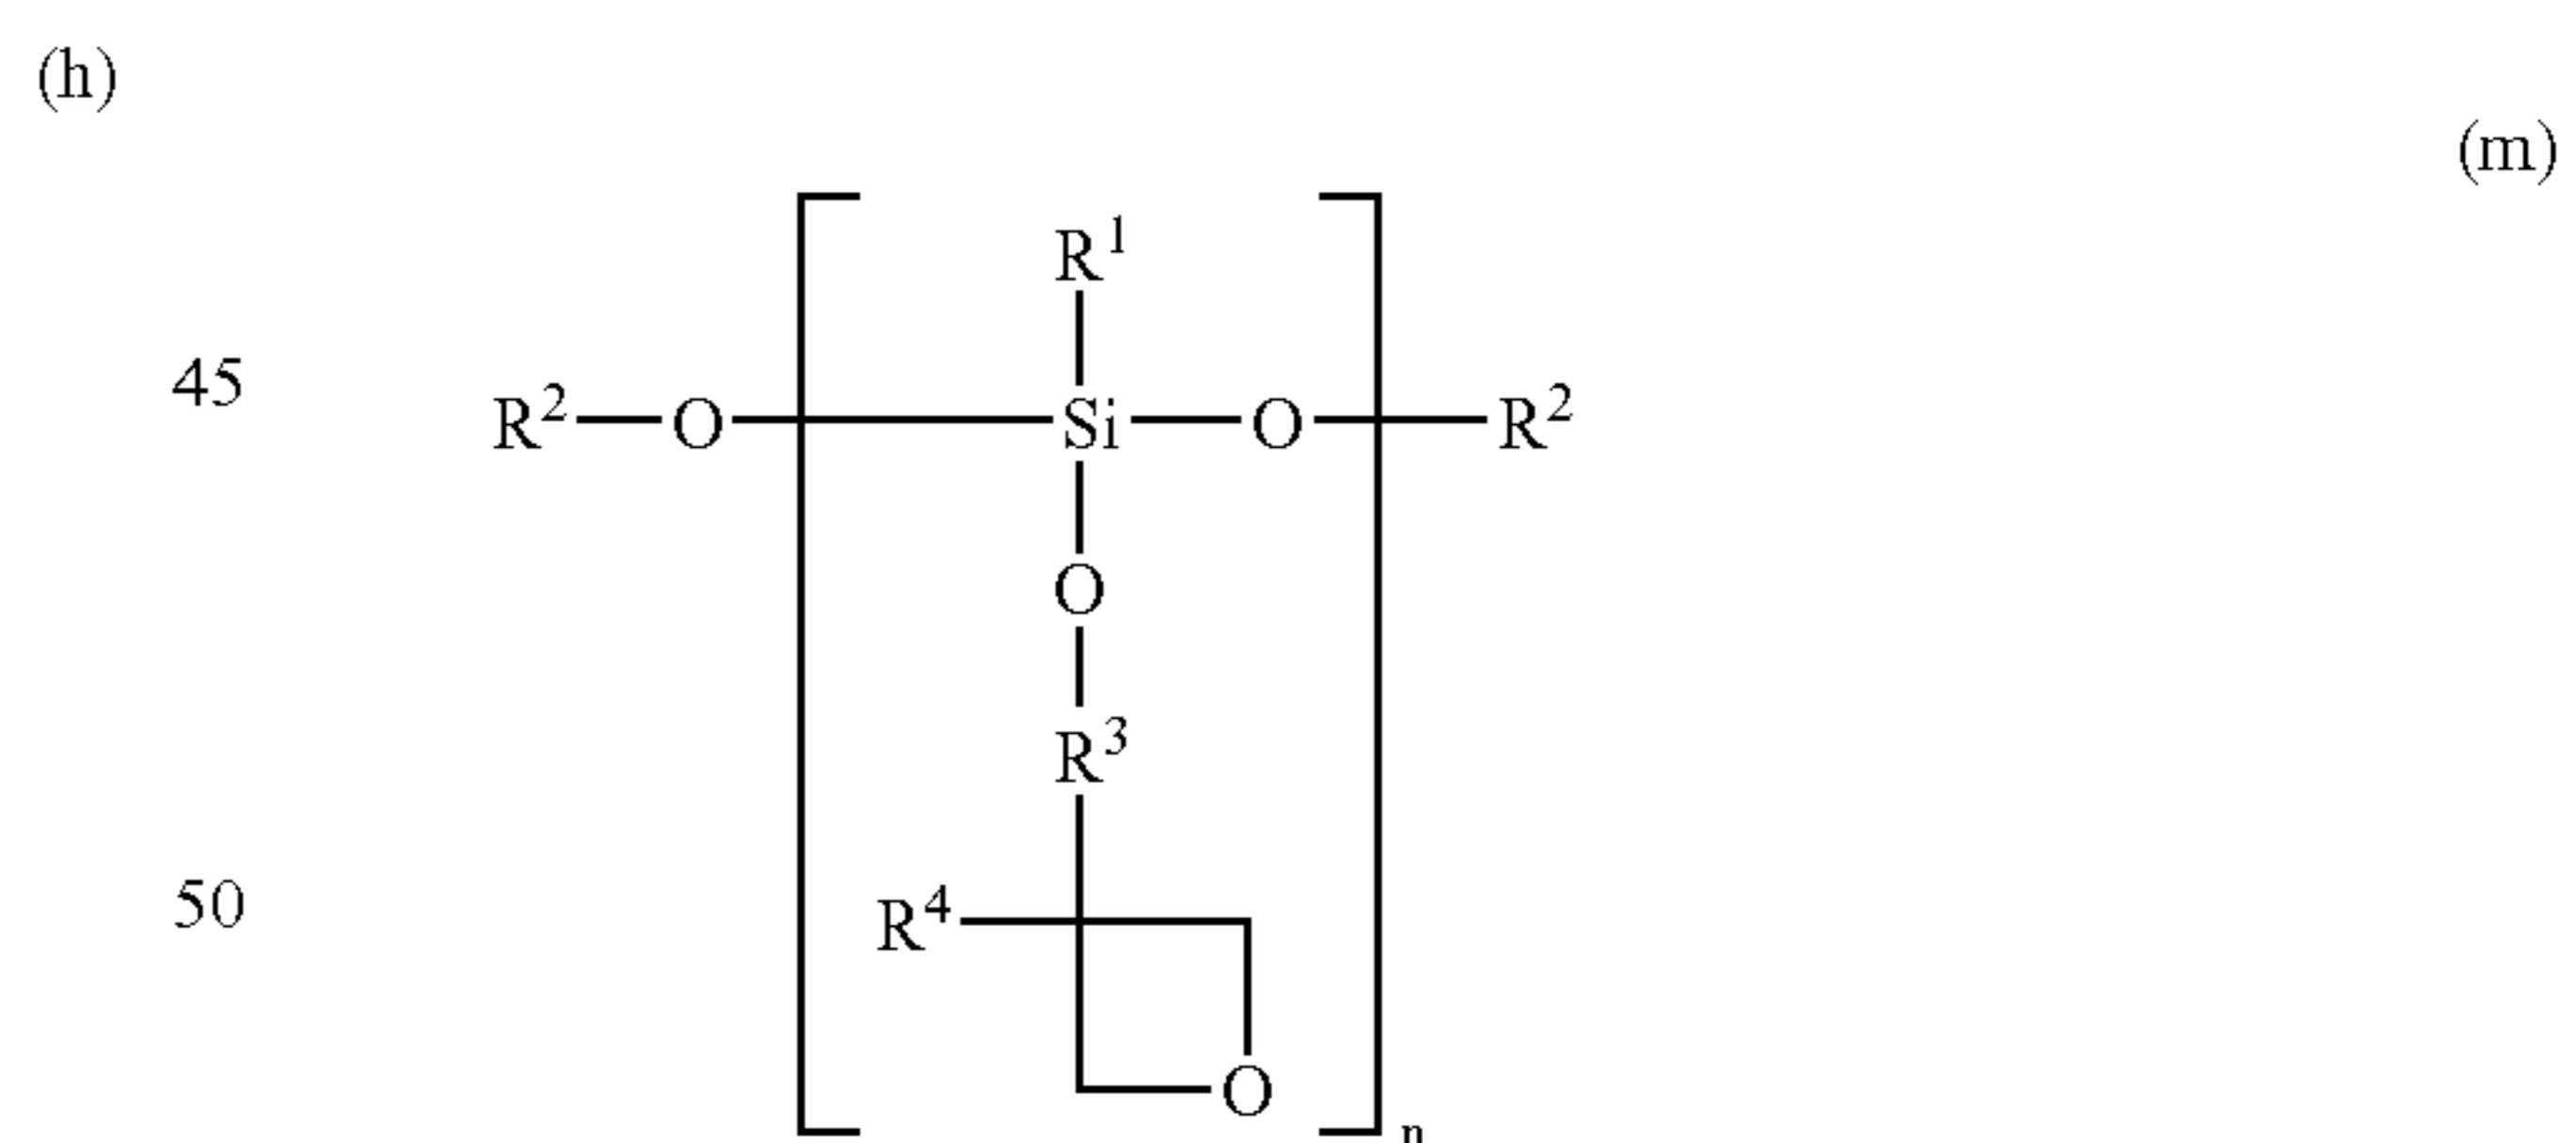 (h)
(m)
R¹
45
R²—O—Si—O—R²
O
R³
50
R⁴
O
n